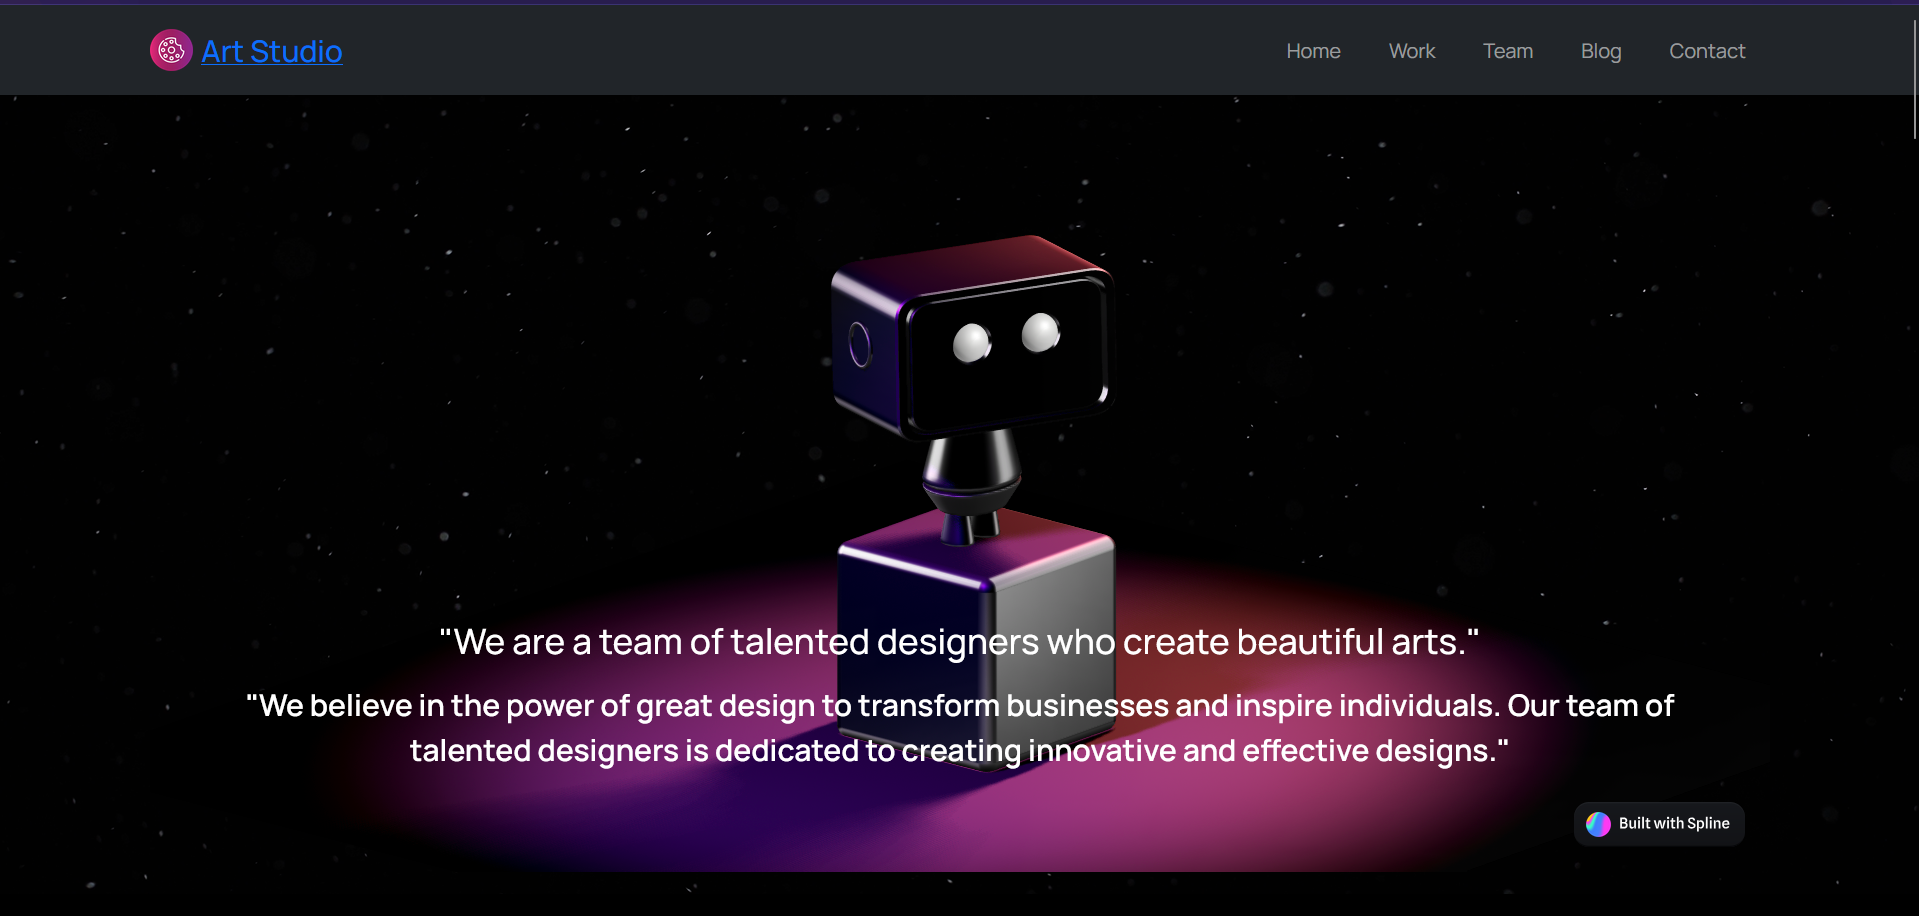 Art Studio
Home Work Team Blog Contact
"We are a team of talented designers who create beautiful arts."
"We believe in the power of great design to transform businesses and inspire individuals. Our team of
talented designers is dedicated to creating innovative and effective designs."
Built with Spline